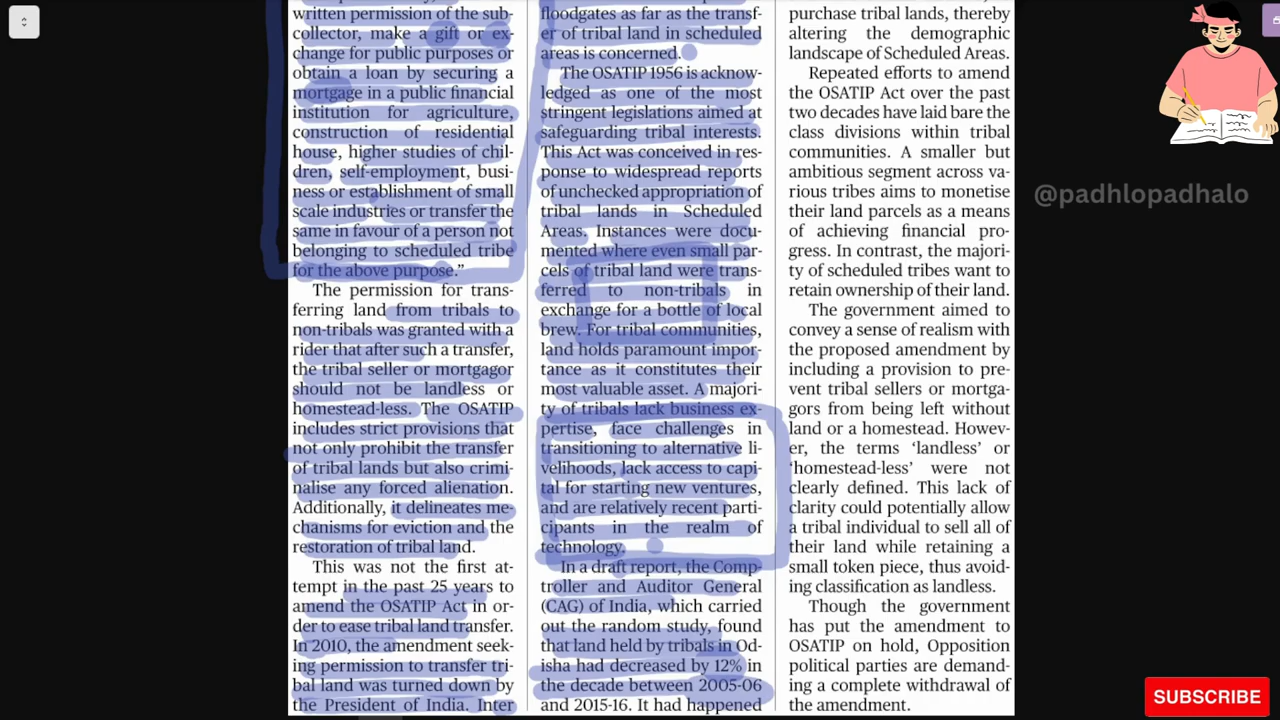 written permission of the sub-
collector, make a gift or ex-
change for public purposes or
obtain a loan by securing a
mortgage in a public financial
institution for agriculture,
construction of residential
house, higher studies of chil-
dren, self-employment, busi-
ness or establishment of small
scale industries or transfer the
same in favour of a person not
belonging to scheduled tribe
for the above purpose.”
The permission for trans-
ferring land from tribals to
non-tribals was granted with a
rider that after such a transfer,
the tribal seller or mortgagor
should not be landless or
homestead-less. The OSATIP
includes strict provisions that
not only prohibit the transfer
of tribal lands but also crimi-
nalise any forced alienation.
Additionally, it delineates me-
chanisms for eviction and the
restoration of tribal land.
This was not the first at-
tempt in the past 25 years to
amend the OSATIP Act in or-
der to ease tribal land transfer.
In 2010, the amendment seek-
ing permission to transfer tri-
bal land was turned down by
the President of India. Inter
floodgates as far as the transf-
er of tribal land in scheduled
areas is concerned.
The OSATIP 1956 is acknow-
ledged as one of the most
stringent legislations aimed at
safeguarding tribal interests.
This Act was conceived in res-
ponse to widespread reports
of unchecked appropriation of
tribal lands in Scheduled
Areas. Instances were docu-
mented where even small par-
cels of tribal land were trans-
ferred to non-tribals in
exchange for a bottle of local
brew. For tribal communities,
land holds paramount impor-
tance as it constitutes their
most valuable asset. A majori-
ty of tribals lack business ex-
pertise, face challenges in
transitioning to alternative li-
velihoods, lack access to capi-
tal for starting new ventures,
and are relatively recent parti-
cipants in the realm of
technology.
In a draft report, the Comp-
troller and Auditor General
(CAG) of India, which carried
out the random study, found
that land held by tribals in Od-
isha had decreased by 12% in
the decade between 2005-06
and 2015-16. It had happened
purchase tribal lands, thereby
altering the demographic
landscape of Scheduled Areas.
Repeated efforts to amend
the OSATIP Act over the past
two decades have laid bare the
class divisions within tribal
communities. A smaller but
ambitious segment across va-
rious tribes aims to monetise
their land parcels as a means
of achieving financial pro-
gress. In contrast, the majori-
ty of scheduled tribes want to
retain ownership of their land.
The government aimed to
convey a sense of realism with
the proposed amendment by
including a provision to pre-
vent tribal sellers or mortga-
gors from being left without
land or a homestead. Howev-
er, the terms ‘landless’ or
‘homestead-less’ were not
clearly defined. This lack of
clarity could potentially allow
a tribal individual to sell all of
their land while retaining a
small token piece, thus avoid-
ing classification as landless.
Though the government
has put the amendment to
OSATIP on hold, Opposition
political parties are demand-
ing a complete withdrawal of
the amendment.
@padhlopadhalo
SUBSCRIBE